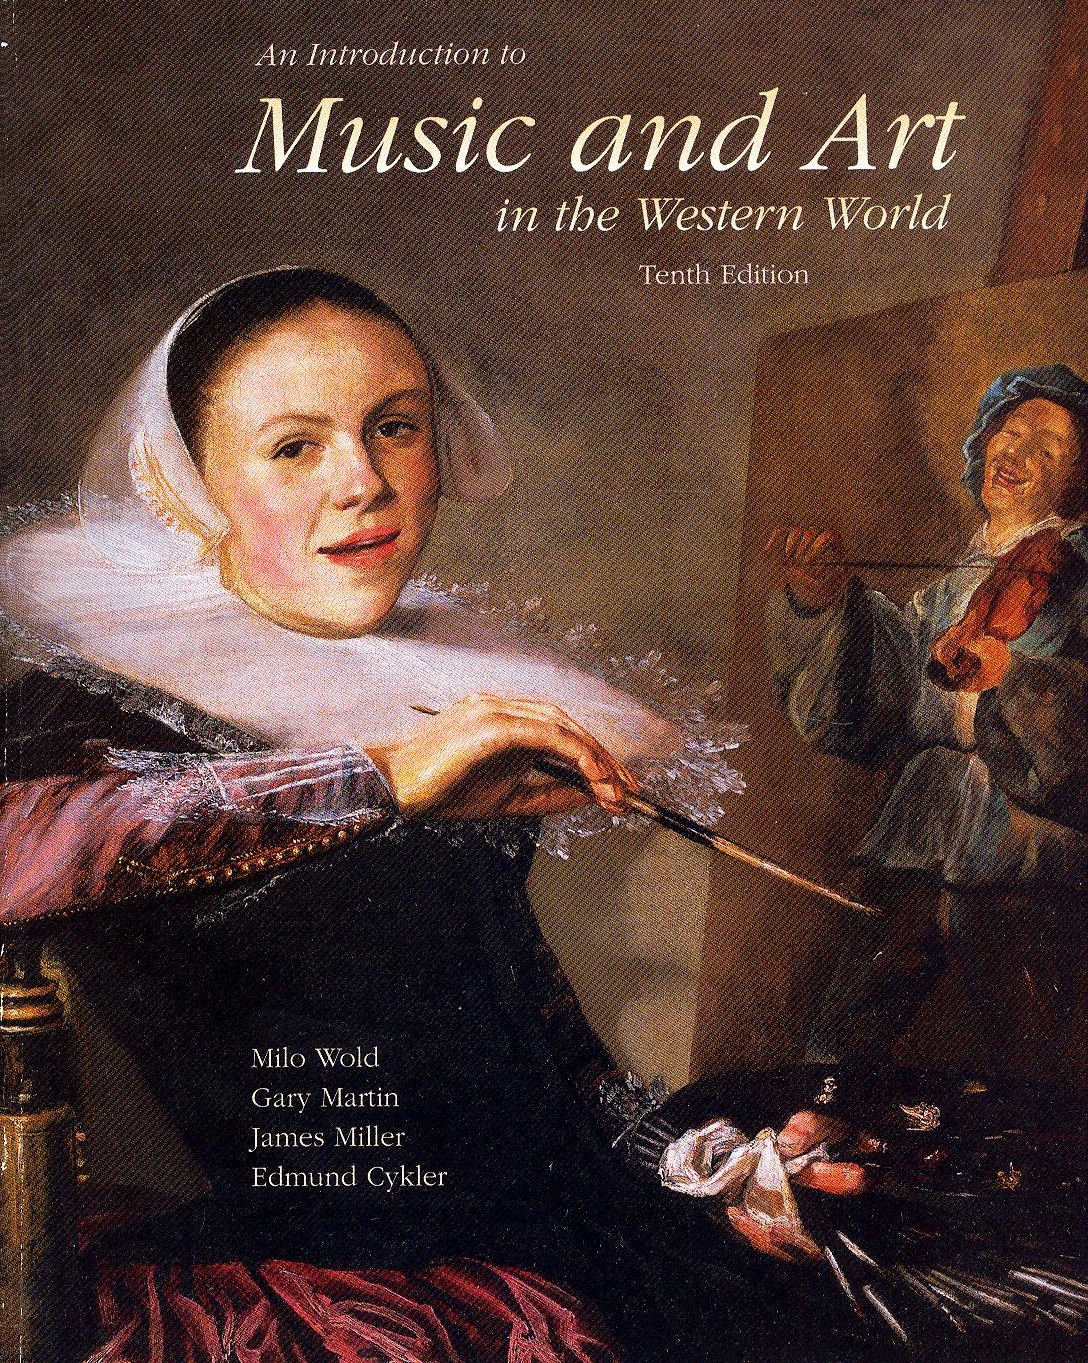 An Introduction to
Music and Art
in the Western World
Tenth Edition
Milo Wold
Gary Martin
James Miller
Edmund Cykler